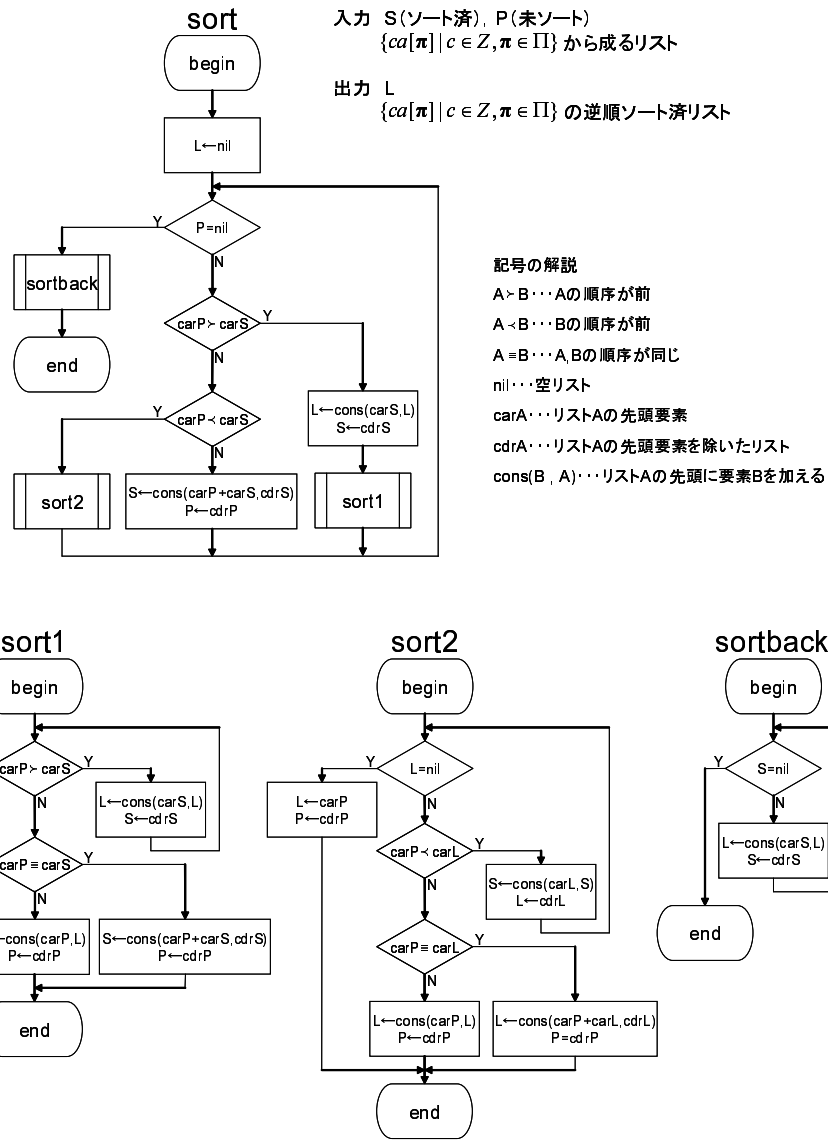 sort
入力 S(ソート済), P(未ソート)
{ca[π] | c ∈ Z, π ∈ Π} から成るリスト
出力 L
{ca[π] | c ∈ Z, π ∈ Π} の逆順ソート済リスト
begin
L←nil
P=nil
Y
N
sortback
end
carP≻carS
Y
N
L←cons(carS,L)
S←cdrS
sort1
carP≺carS
Y
N
sort2
S←cons(carP+carS,cdrS)
P←cdrP
記号の解説
A≻B・・・Aの順序が前
A≺B・・・Bの順序が前
A≡B・・・A,Bの順序が同じ
nil・・・空リスト
carA・・・リストAの先頭要素
cdrA・・・リストAの先頭要素を除いたリスト
cons(B , A)・・・リストAの先頭に要素Bを加える
sort1
begin
carP≻carS
Y
N
L←cons(carS,L)
S←cdrS
carP≡carS
Y
N
←cons(carP,L)
P←cdrP
S←cons(carP+carS,cdrS)
P←cdrP
end
sort2
begin
L=nil
Y
N
L←carP
P←cdrP
carP≺carL
Y
N
S←cons(carL,S)
L←cdrL
carP≡carL
Y
N
L←cons(carP,L)
P←cdrP
L←cons(carP+carL,cdrL)
P=cdrP
end
sortback
begin
S=nil
Y
N
L←cons(carS,L)
S←cdrS
end